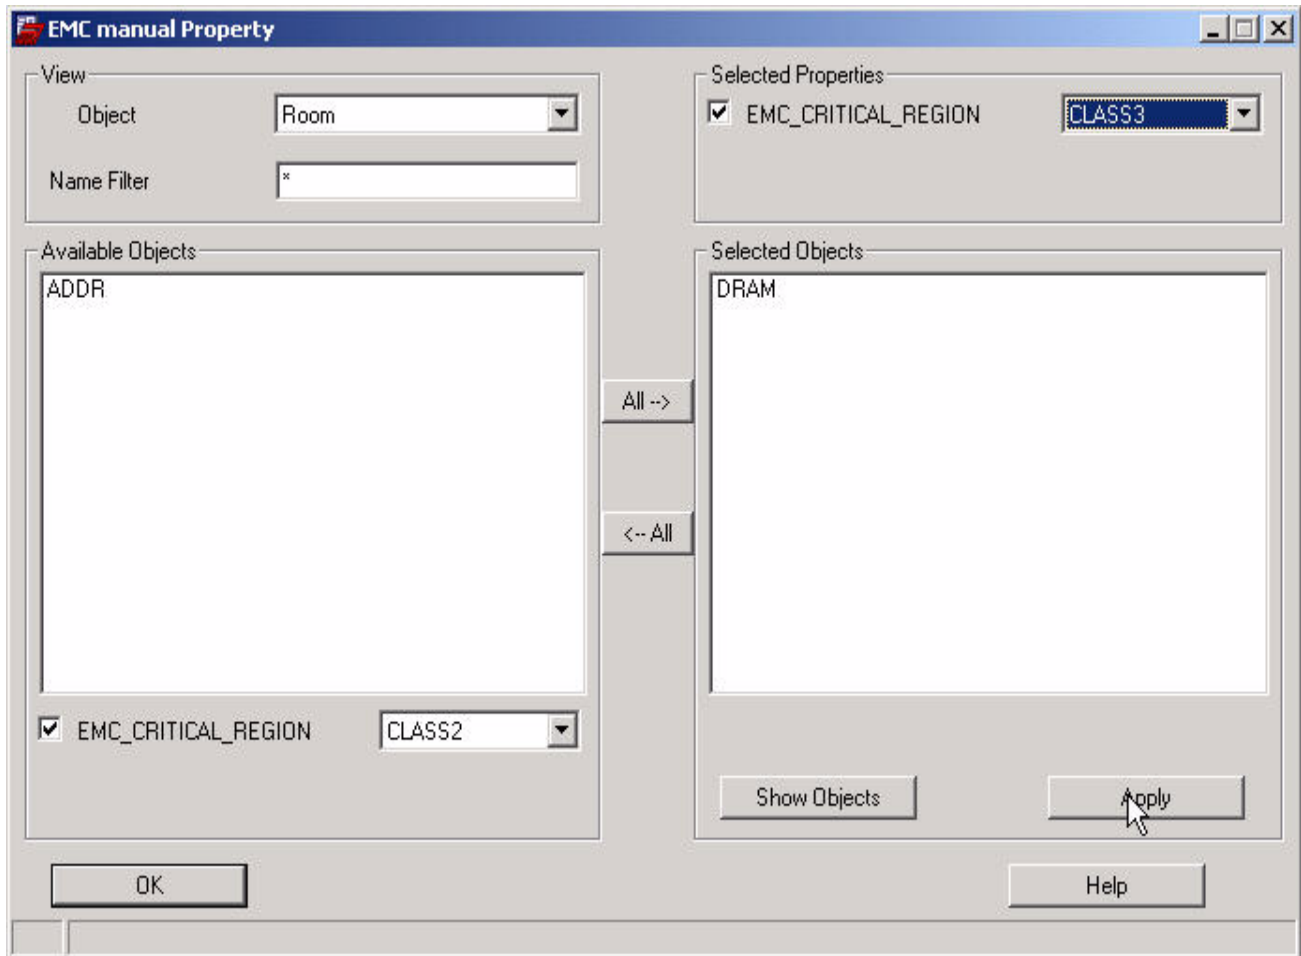 EMC manual Property
View
Object
Room
Name Filter
*
Selected Properties
EMC_CRITICAL_REGION
CLASS3
Available Objects
ADDR
All -->
<-- All
EMC_CRITICAL_REGION
CLASS2
Selected Objects
DRAM
Show Objects
Apply
OK
Help